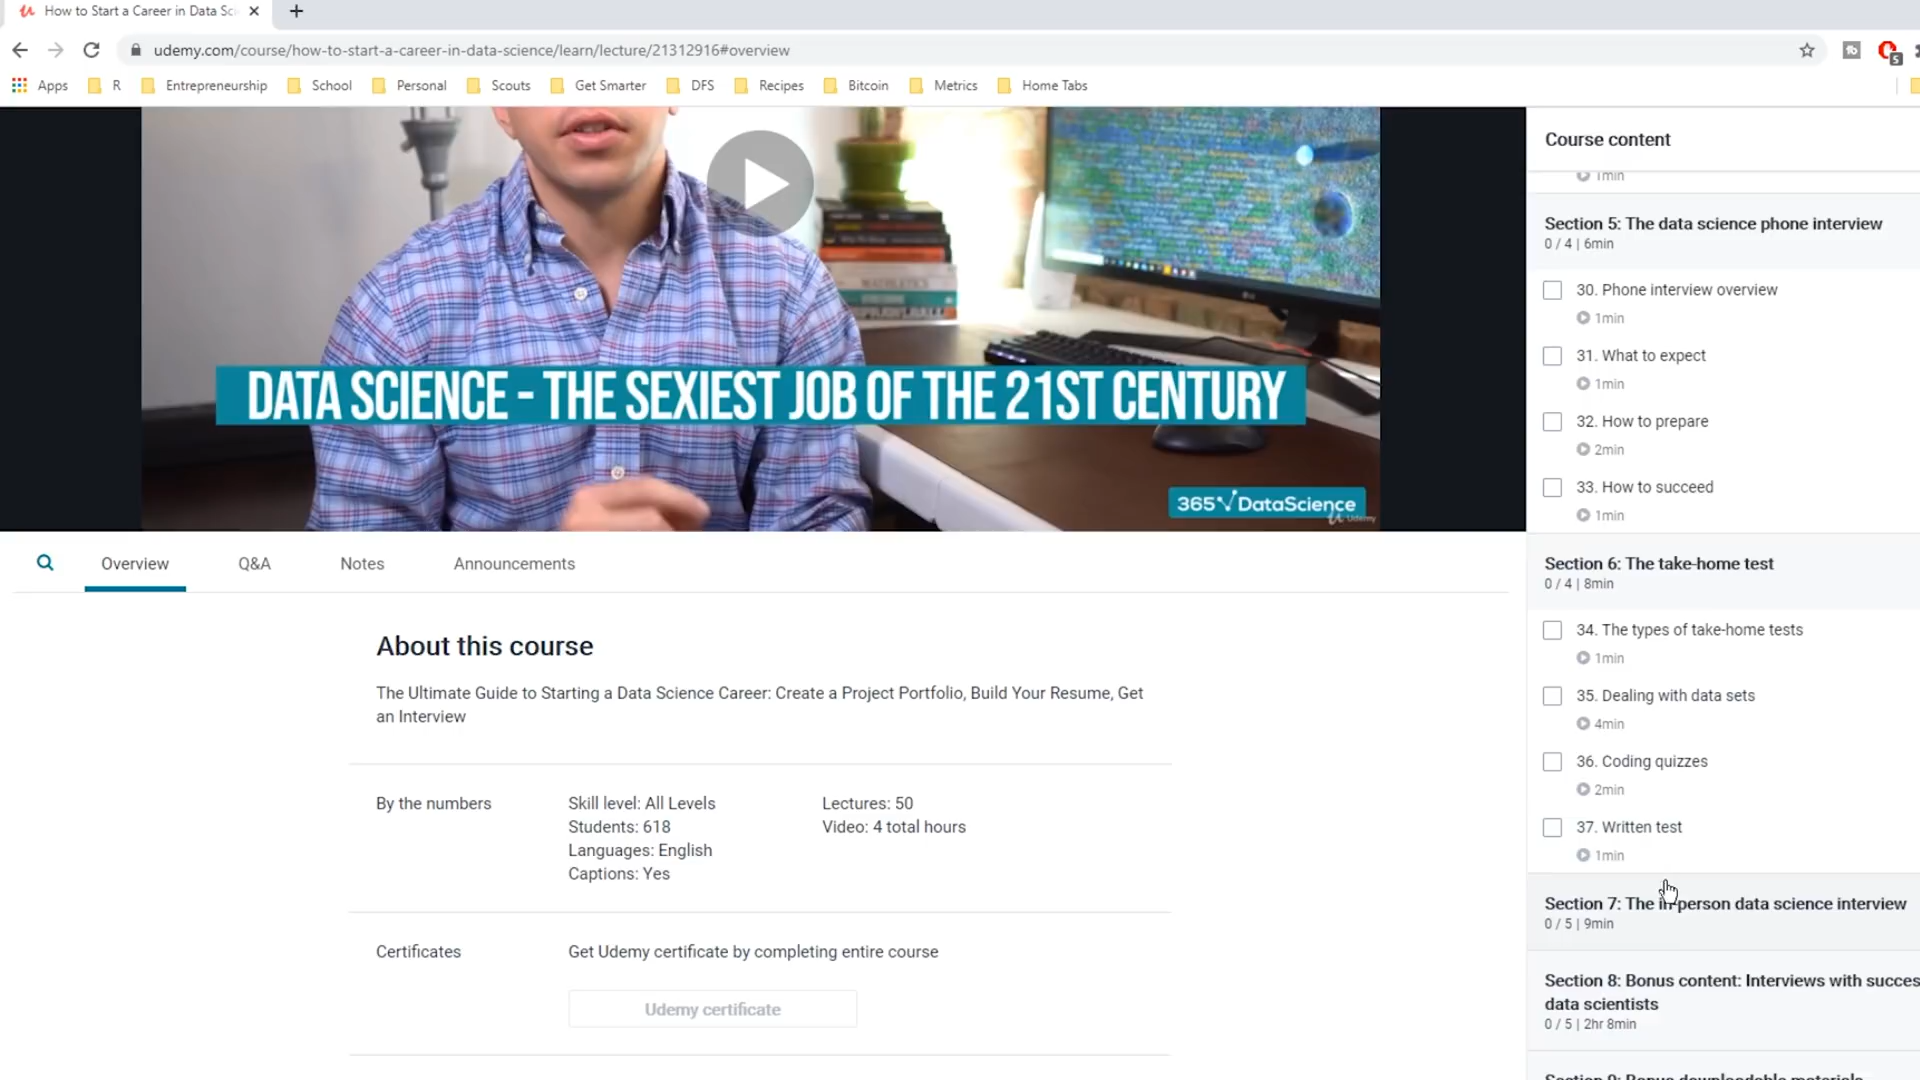 How to Start a Career in Data Sci
udemy.com/course/how-to-start-a-career-in-data-science/learn/lecture/21312916#overview
5
Apps R Entrepreneurship School Personal Scouts Get Smarter DFS Recipes Bitcoin Metrics Home Tabs
DATA SCIENCE - THE SEXIEST JOB OF THE 21ST CENTURY
365 DataScience
Udemy
Overview Q&A Notes Announcements
About this course
The Ultimate Guide to Starting a Data Science Career: Create a Project Portfolio, Build Your Resume, Get
an Interview
By the numbers
Skill level: All Levels
Students: 618
Languages: English
Captions: Yes
Lectures: 50
Video: 4 total hours
Certificates
Get Udemy certificate by completing entire course
Udemy certificate
Course content
1min
Section 5: The data science phone interview
0 / 4 | 6min
30. Phone interview overview
1min
31. What to expect
1min
32. How to prepare
2min
33. How to succeed
1min
Section 6: The take-home test
0 / 4 | 8min
34. The types of take-home tests
1min
35. Dealing with data sets
4min
36. Coding quizzes
2min
37. Written test
1min
Section 7: The in-person data science interview
0 / 5 | 9min
Section 8: Bonus content: Interviews with succes
data scientists
0 / 5 | 2hr 8min
Section 9: Bonus downloadable materials